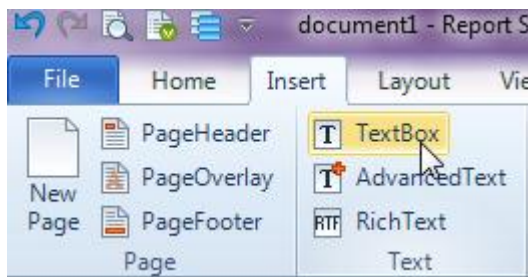 document1 - Report S
File Home Insert Layout Vie
New Page
PageHeader
PageOverlay
PageFooter
Page
T TextBox
T AdvancedText
RTF RichText
Text